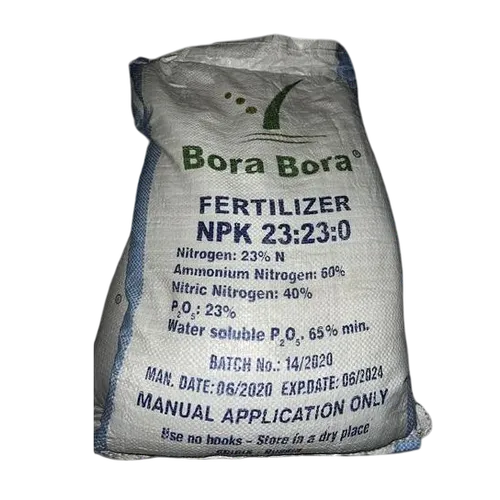 Bora Bora®
FERTILIZER
NPK 23:23:0
Nitrogen: 23% N
Ammonium Nitrogen: 60%
Nitric Nitrogen: 40%
P₂O₅: 23%
Water soluble P₂O₅, 65% min.
BATCH No.: 14/2020
MAN. DATE: 06/2020 EXP.DATE: 06/2024
MANUAL APPLICATION ONLY
Use no hooks - Store in a dry place
Russia